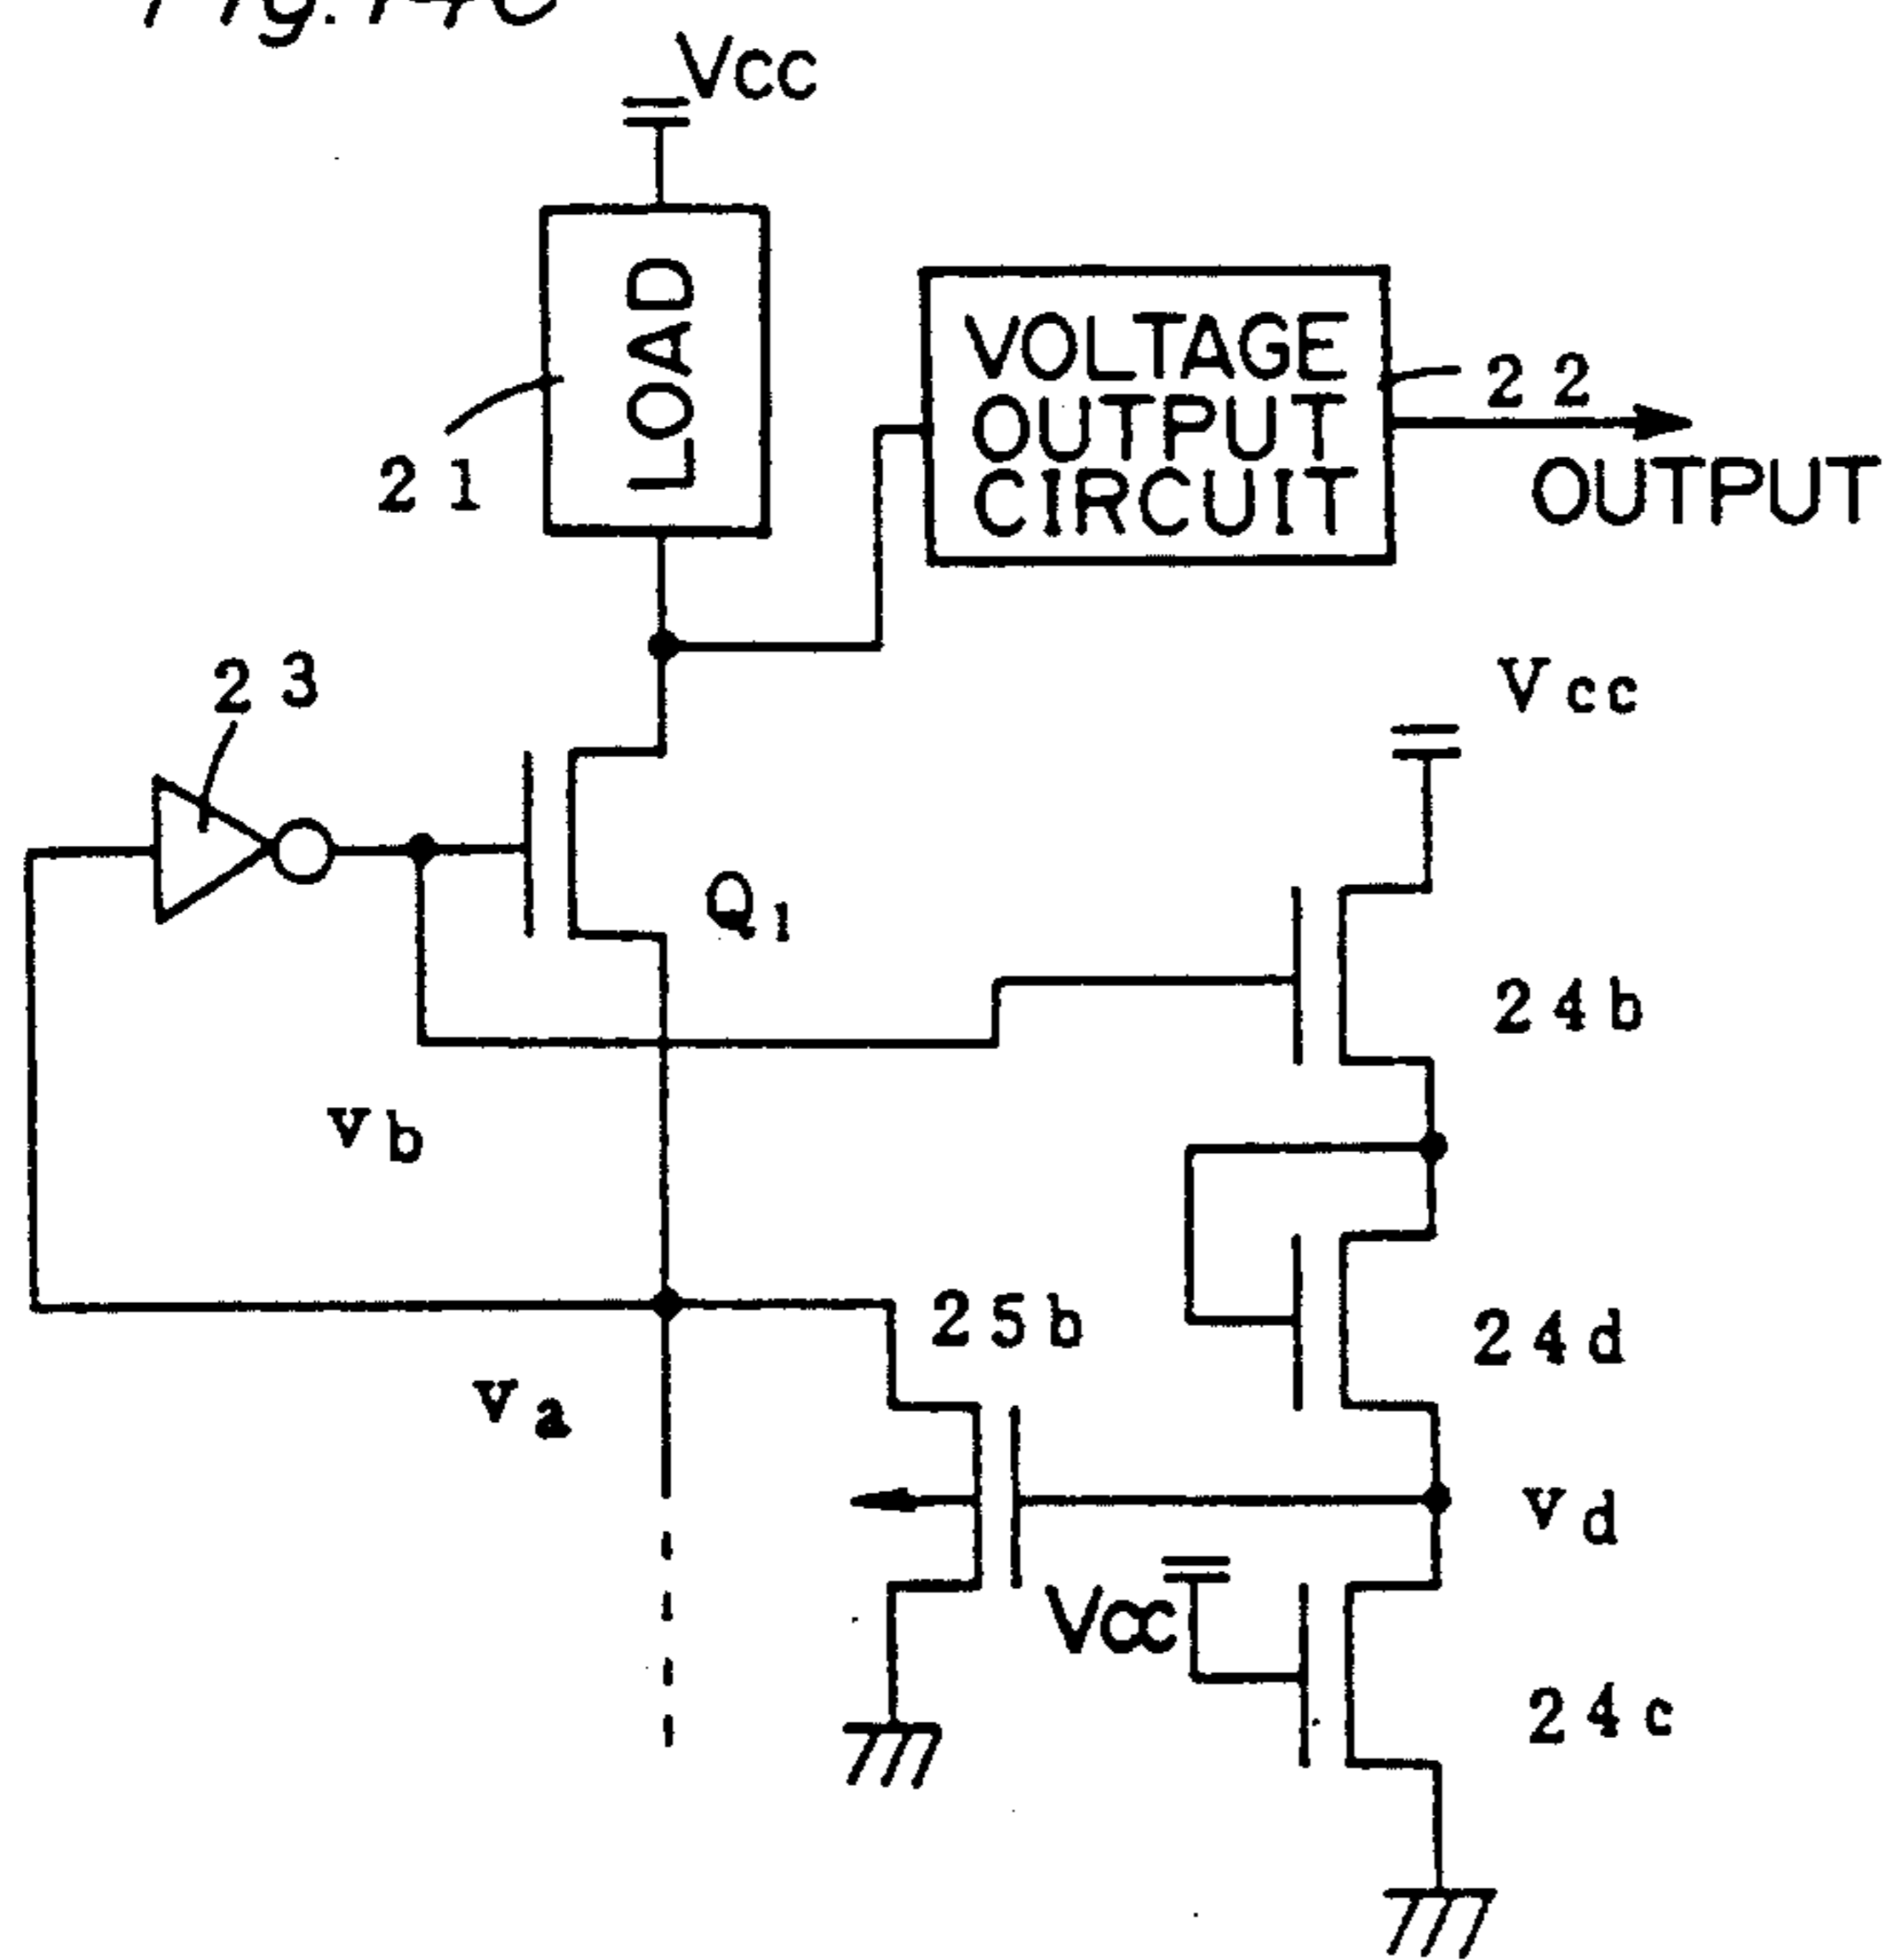 Vcc
LOAD
VOLTAGE
OUTPUT
CIRCUIT
22
OUTPUT
21
23
Vcc
Q1
24b
vb
25b
24d
va
vd
Vcc
24c